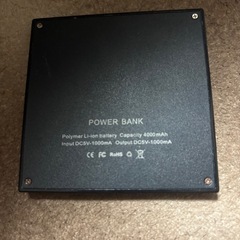 POWER BANK
Polymer Li-ion battery Capacity 4000mAh
Input DC5V-1000mA Output DC5V-1000mA
CE FC RoHS